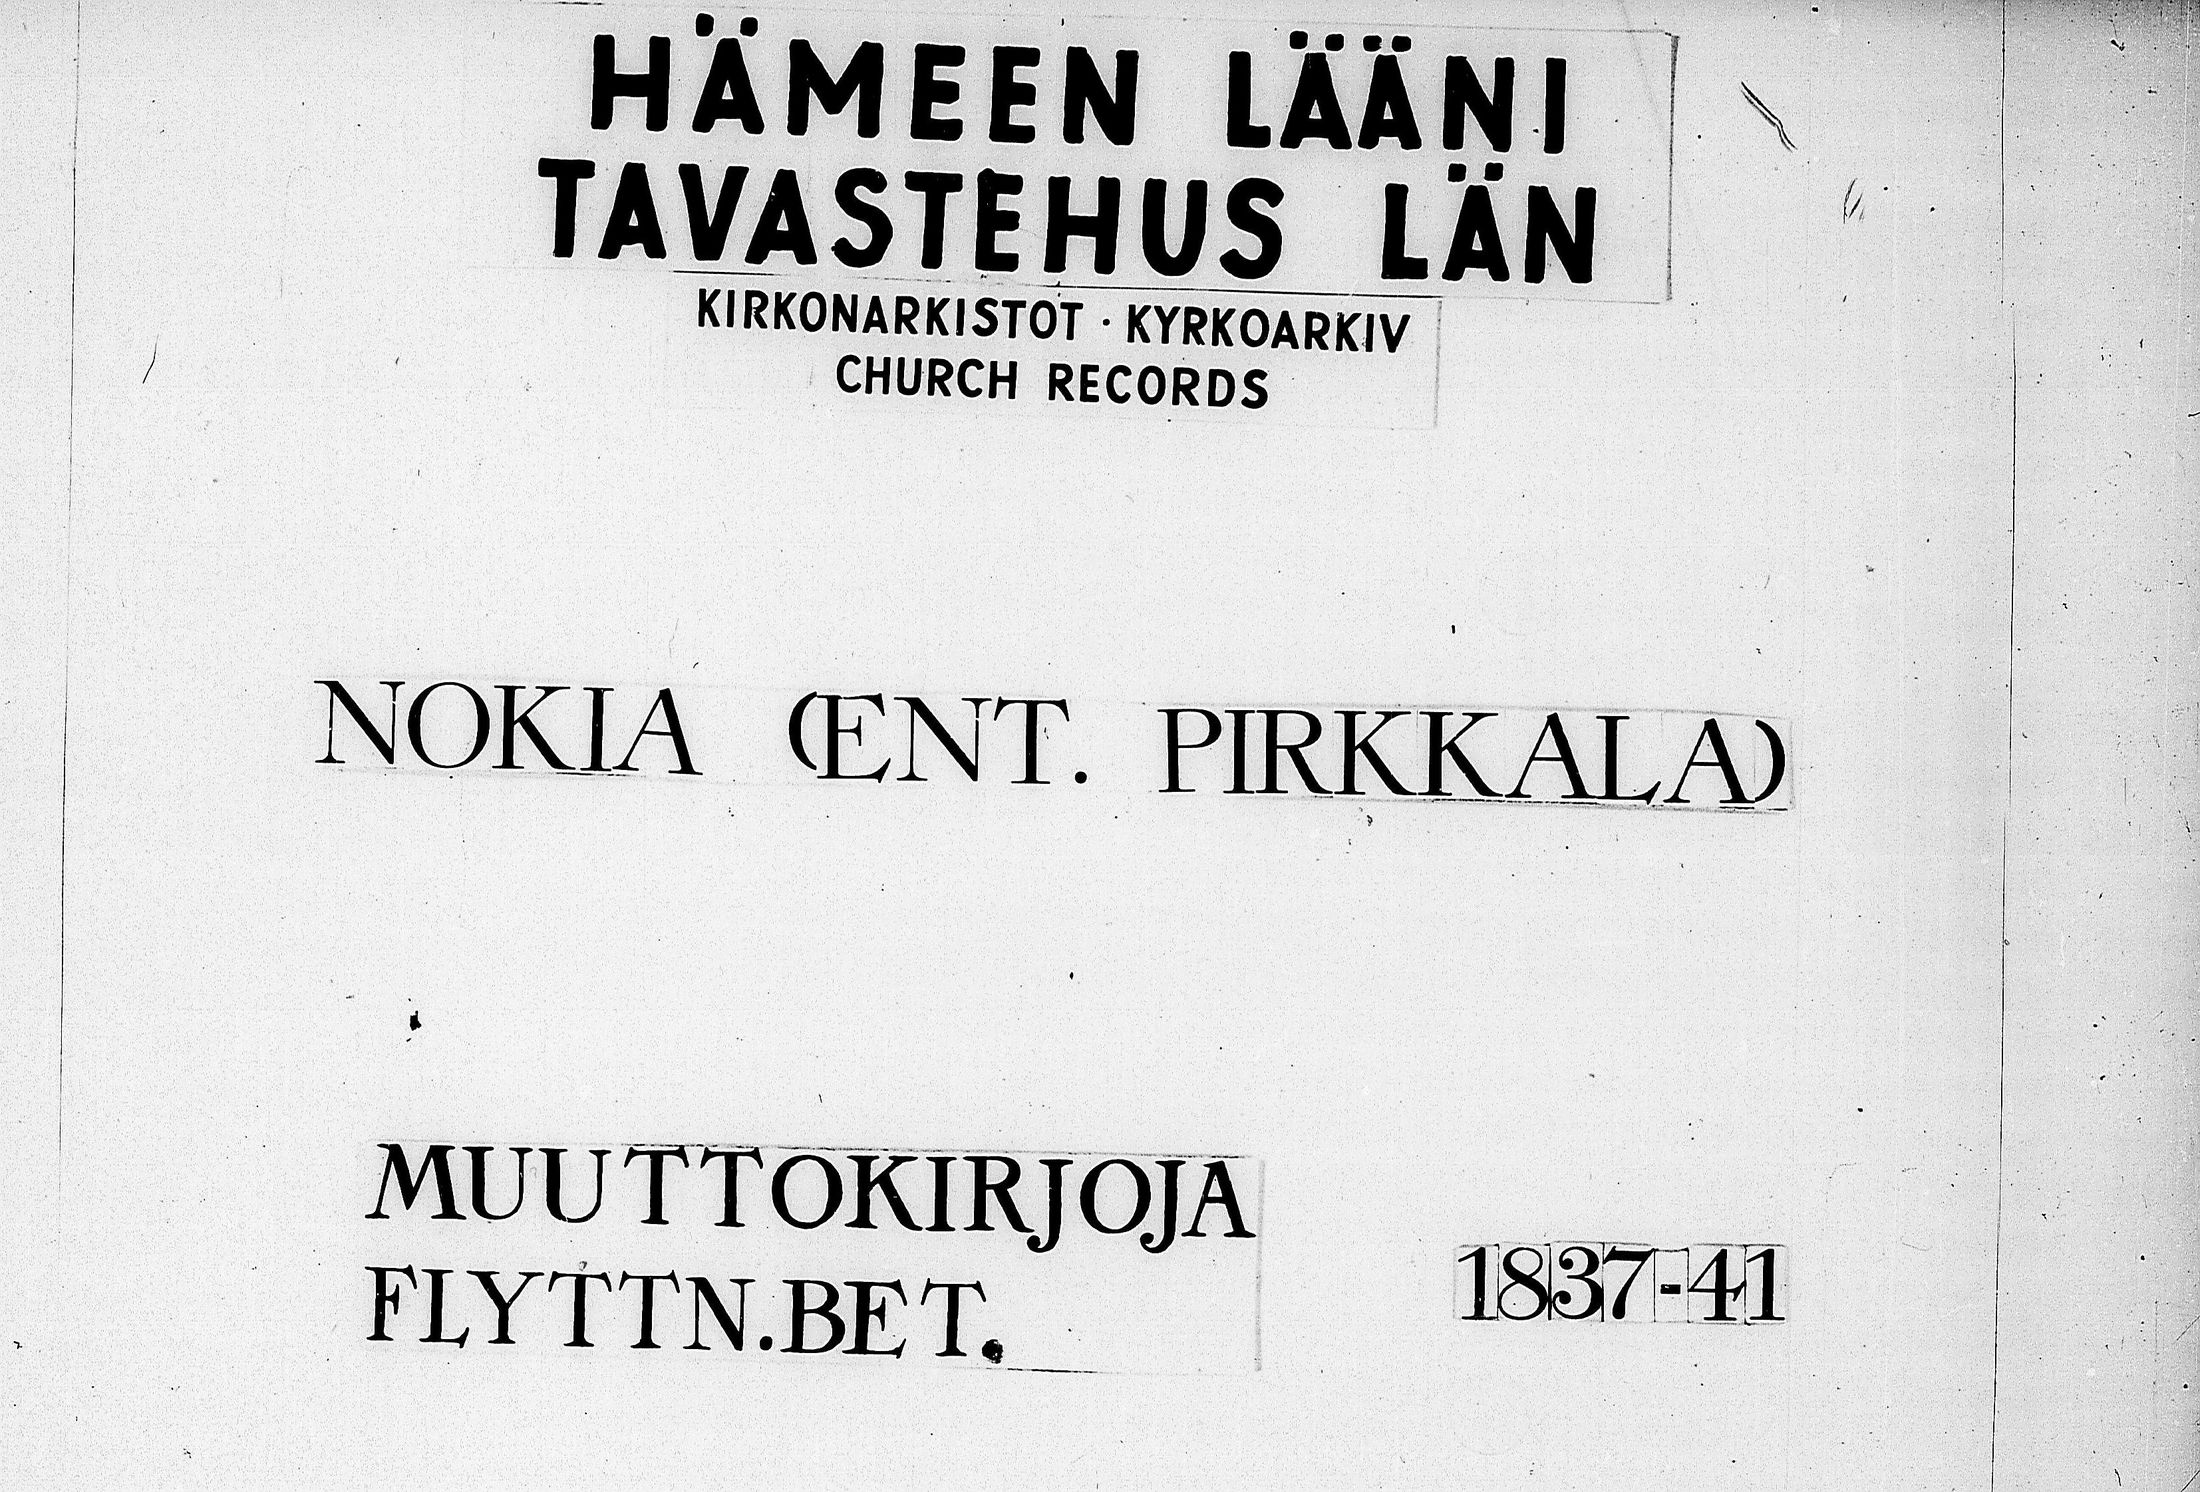 HÄMEEN LÄÄNI
TAVASTEHUS LÄN
KIRKONARKISTOT · KYRKOARKIV
CHURCH RECORDS
NOKIA (ENT. PIRKKALA)
MUUTTOKIRJOJA
FLYTTN.BET. 1837-41